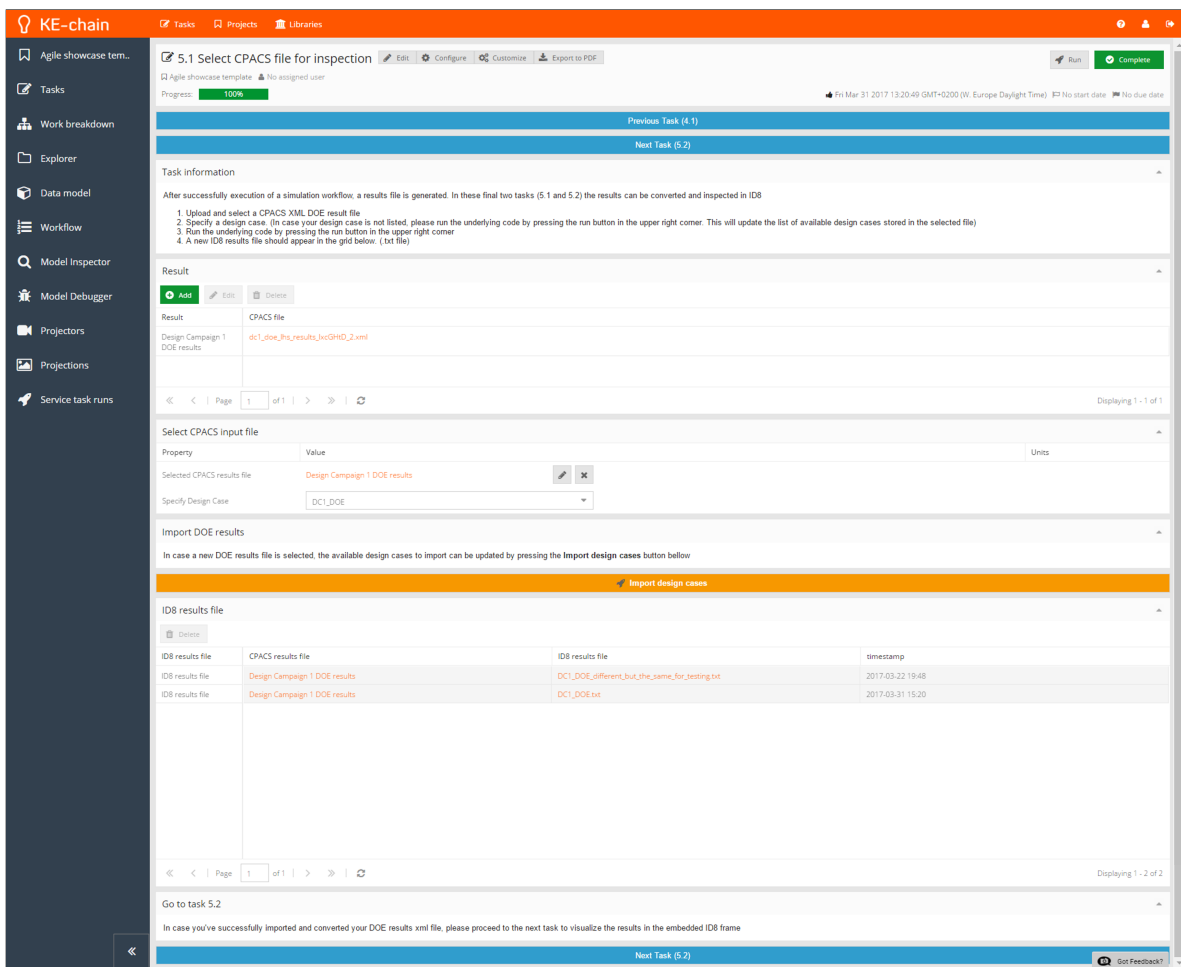 KE-chain
Tasks
Projects
Libraries
Agile showcase tem..
Tasks
Work breakdown
Explorer
Data model
Workflow
Model Inspector
Model Debugger
Projectors
Projections
Service task runs
5.1 Select CPACS file for inspection
Edit
Configure
Customize
Export to PDF
Run
Complete
Agile showcase template No assigned user
Progress: 100%
Fri Mar 31 2017 13:20:49 GMT+0200 (W. Europe Daylight Time) No start date No due date
Previous Task (4.1)
Next Task (5.2)
Task information
After successfully execution of a simulation workflow, a results file is generated. In these final two tasks (5.1 and 5.2) the results can be converted and inspected in ID8
1. Upload and select a CPACS XML DOE result file
2. Specify a design case. (In case your design case is not listed, please run the underlying code by pressing the run button in the upper right corner. This will update the list of available design cases stored in the selected file)
3. Run the underlying code by pressing the run button in the upper right corner
4. A new ID8 results file should appear in the grid below. (.txt file)
Result
Add
Edit
Delete
Result CPACS file
Design Campaign 1
DOE results
Page 1 of 1
Displaying 1 - 1 of 1
Select CPACS input file
Property Value Units
Selected CPACS results file Design Campaign 1 DOE results
Specify Design Case DC1_DOE
Import DOE results
In case a new DOE results file is selected, the available design cases to import can be updated by pressing the Import design cases button bellow
Import design cases
ID8 results file
Delete
ID8 results file CPACS results file ID8 results file timestamp
ID8 results file Design Campaign 1 DOE results DC1_DOE_different_but_the_same_for_testing.txt 2017-03-22 19:48
ID8 results file Design Campaign 1 DOE results DC1_DOE.txt 2017-03-31 15:20
Page 1 of 1
Displaying 1 - 2 of 2
Go to task 5.2
In case you've successfully imported and converted your DOE results xml file, please proceed to the next task to visualize the results in the embedded ID8 frame
Next Task (5.2)
Got Feedback?